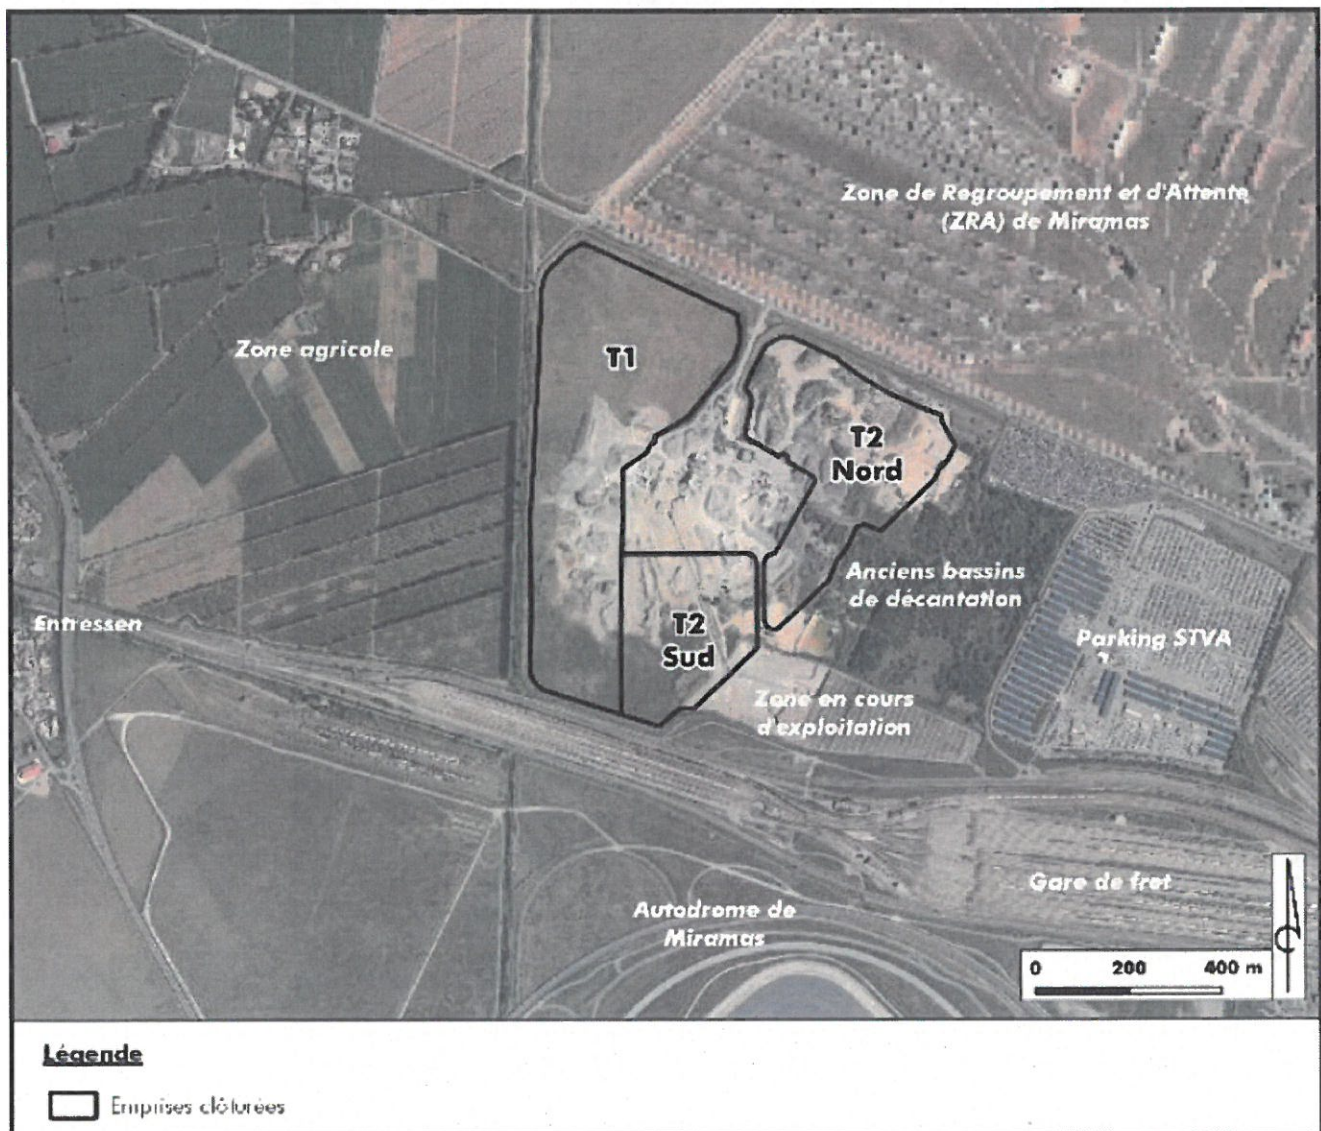 Zone de Regroupement et d'Attente
(ZRA) de Miramas
Zone agricole
T1
T2
Nord
Anciens bassins
de décantation
Entressen
T2
Sud
Parking STVA
Zone en cours
d'exploitation
Gare de fret
Autodrome de
Miramas
0 200 400 m
Légende
Emprises clôturées